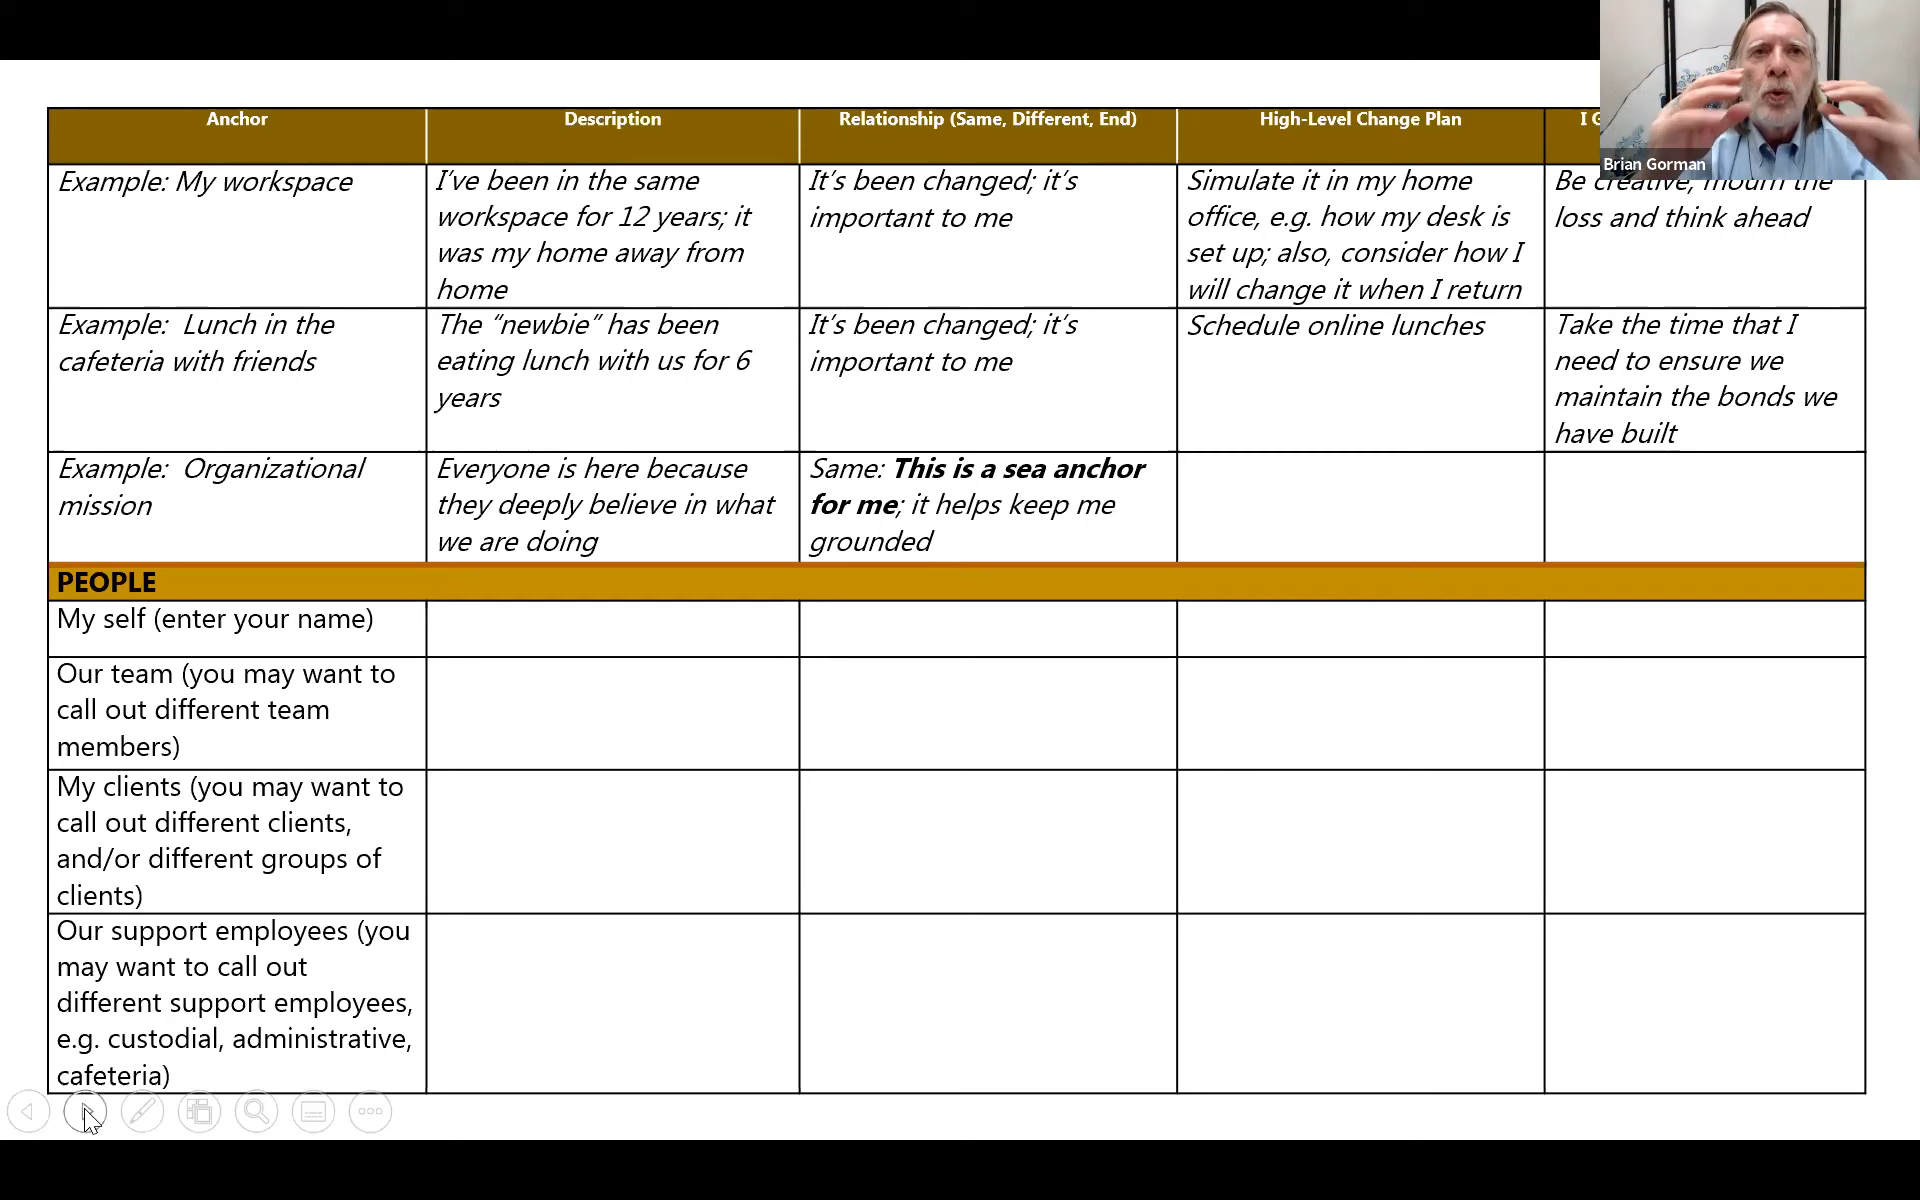 Anchor
Description
Relationship (Same, Different, End)
High-Level Change Plan
I
Brian Gorman
Example: My workspace
I’ve been in the same
workspace for 12 years; it
was my home away from
home
It’s been changed; it’s
important to me
Simulate it in my home
office, e.g. how my desk is
set up; also, consider how I
will change it when I return
Be creative, mourn the
loss and think ahead
Example:  Lunch in the
cafeteria with friends
The “newbie” has been
eating lunch with us for 6
years
It’s been changed; it’s
important to me
Schedule online lunches
Take the time that I
need to ensure we
maintain the bonds we
have built
Example:  Organizational
mission
Everyone is here because
they deeply believe in what
we are doing
Same: This is a sea anchor
for me; it helps keep me
grounded
PEOPLE
My self (enter your name)
Our team (you may want to
call out different team
members)
My clients (you may want to
call out different clients,
and/or different groups of
clients)
Our support employees (you
may want to call out
different support employees,
e.g. custodial, administrative,
cafeteria)